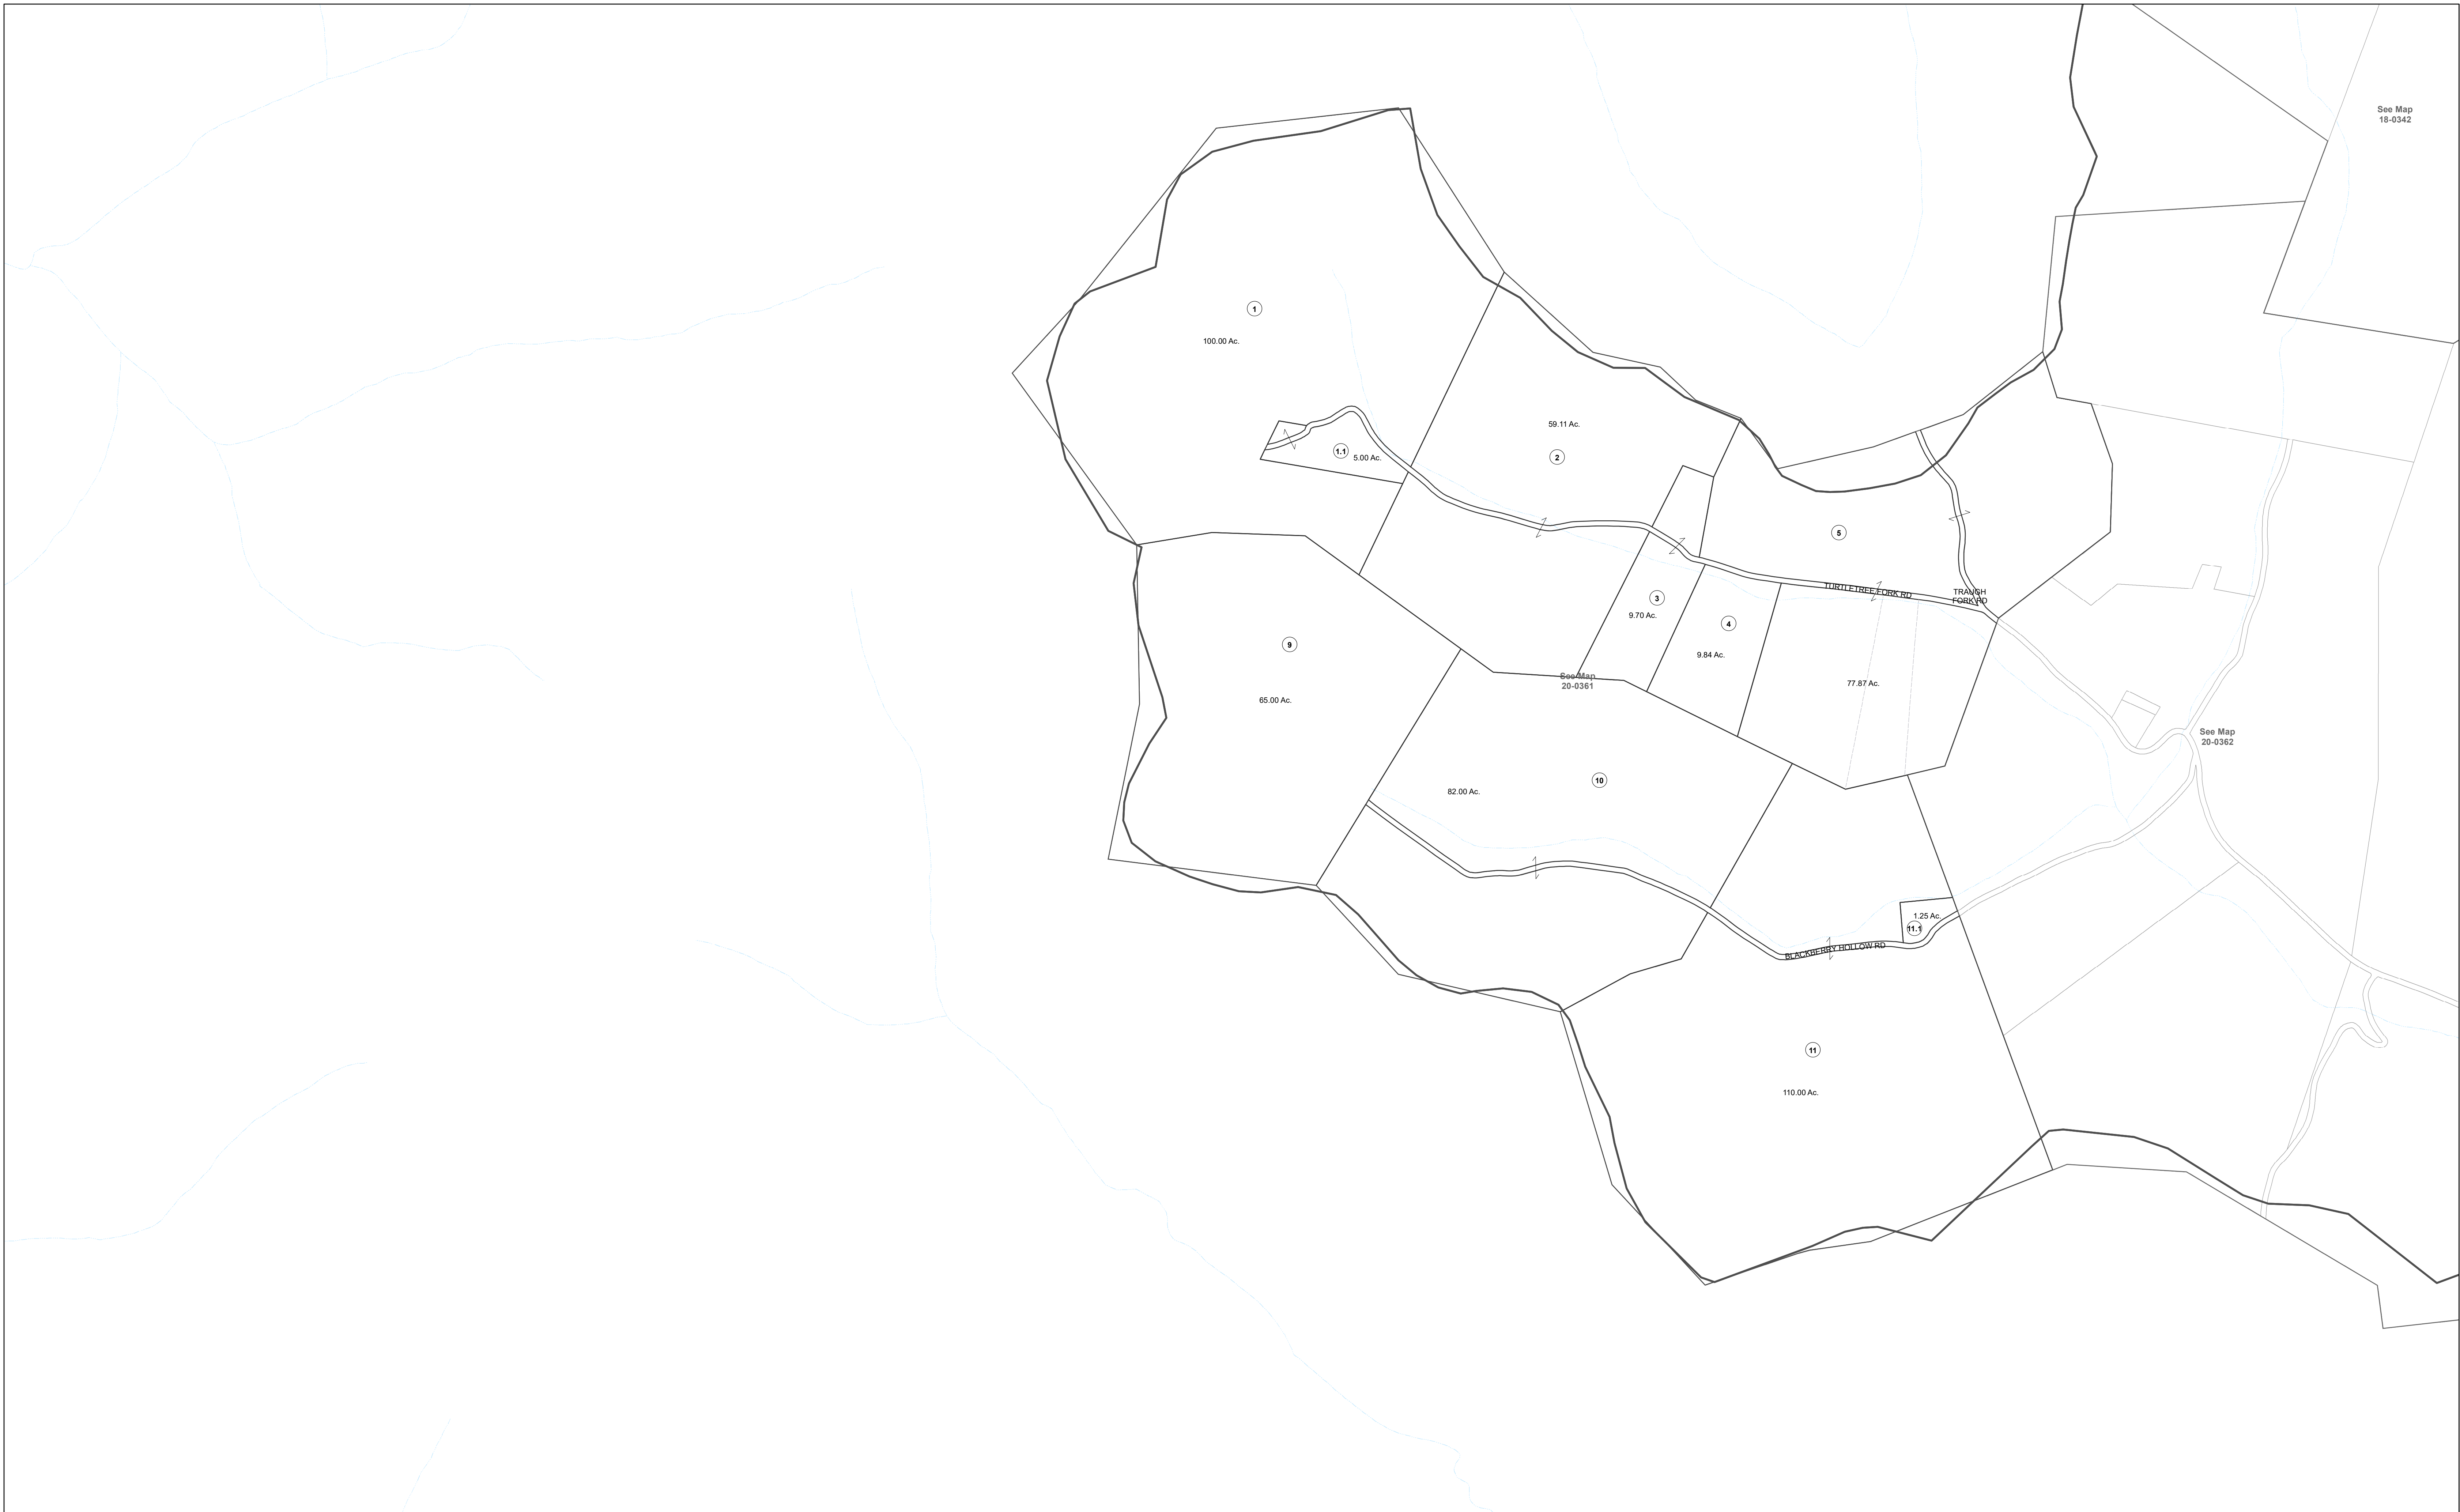 See Map
18-0342
1
100.00 Ac.
59.11 Ac.
1.1
5.00 Ac.
2
5
TURTLETREE FORK RD
TRAUGH
FORK RD
3
9.70 Ac.
4
9
9.84 Ac.
See Map
20-0361
77.87 Ac.
65.00 Ac.
See Map
20-0362
10
82.00 Ac.
1.25 Ac.
11.1
BLACKBERRY HOLLOW RD
11
110.00 Ac.